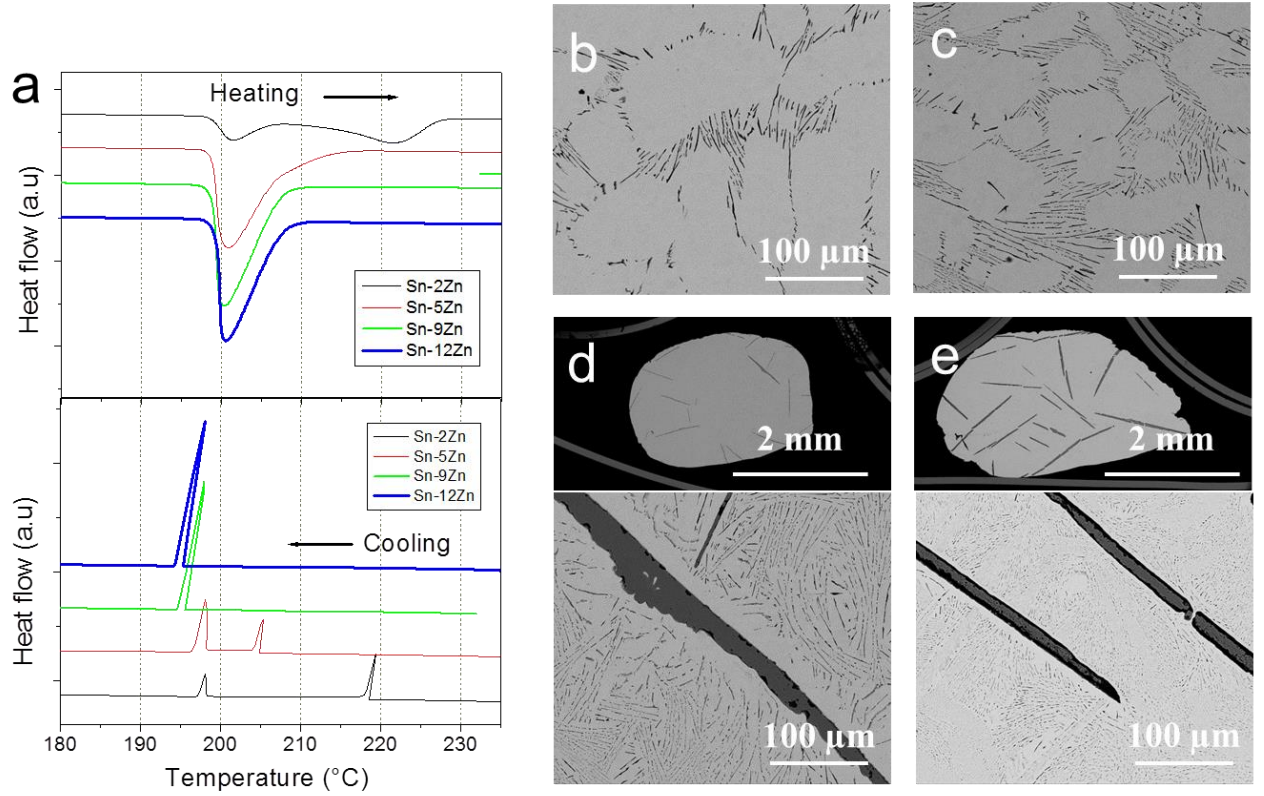 a
Heating
Heat flow (a.u)
Sn-2Zn
Sn-5Zn
Sn-9Zn
Sn-12Zn
Heat flow (a.u)
Sn-2Zn
Sn-5Zn
Sn-9Zn
Sn-12Zn
Cooling
180 190 200 210 220 230
Temperature (°C)
b
100 µm
c
100 µm
d
2 mm
e
2 mm
100 µm
100 µm